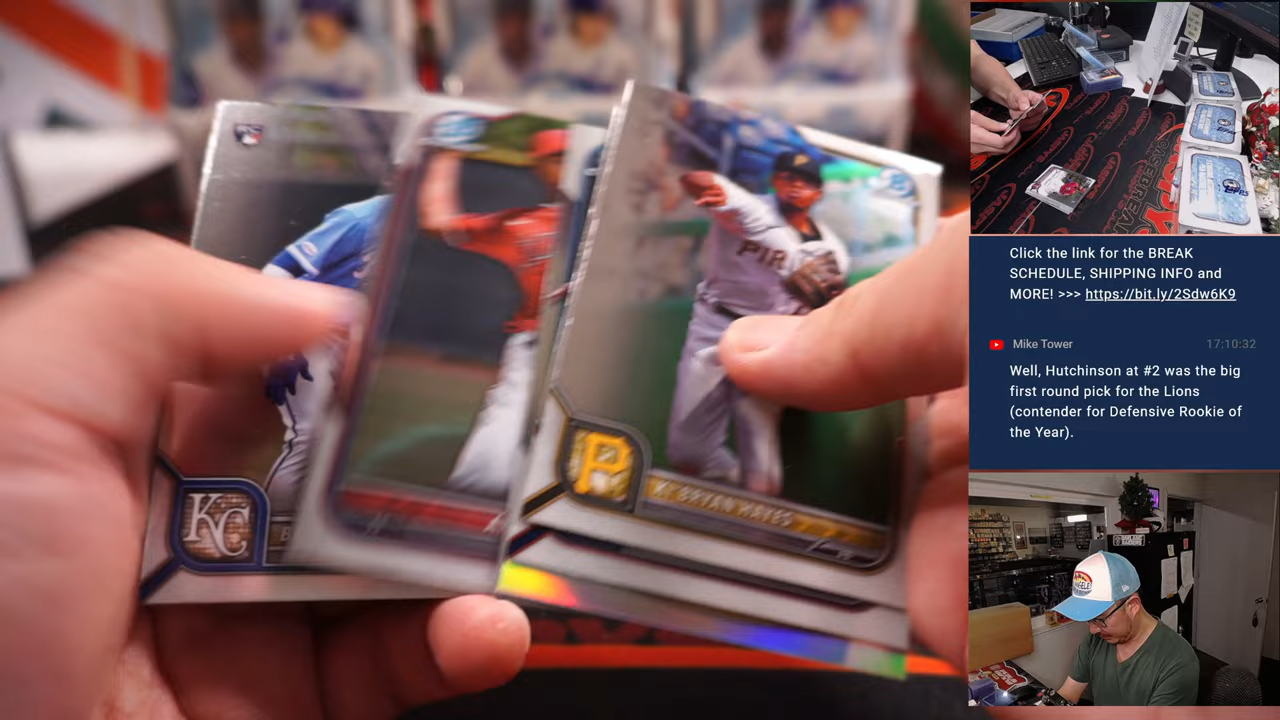 PIR
P
KE'BRYAN HAYES
KC
Click the link for the BREAK
SCHEDULE, SHIPPING INFO and
MORE! >>> https://bit.ly/2Sdw6K9
Mike Tower
17:10:32
Well, Hutchinson at #2 was the big
first round pick for the Lions
(contender for Defensive Rookie of
the Year).